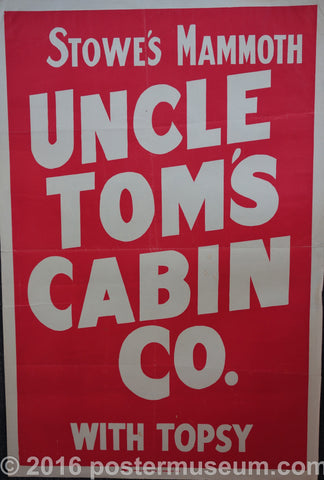 STOWE'S MAMMOTH
UNCLE
TOM'S
CABIN
CO.
WITH TOPSY
© 2016 postermuseum.com